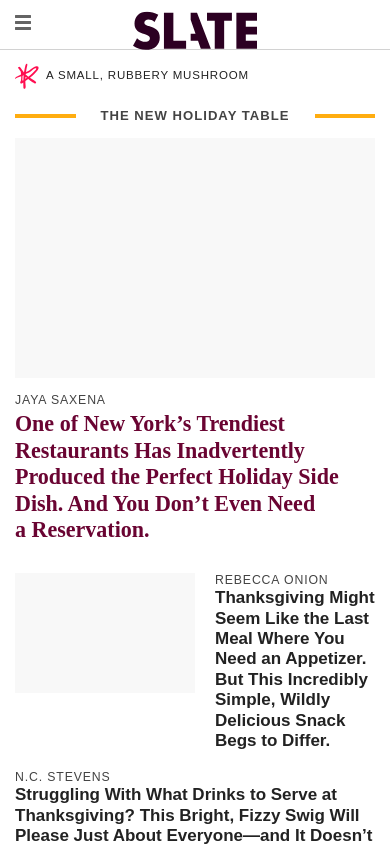 SLATE
A SMALL, RUBBERY MUSHROOM
THE NEW HOLIDAY TABLE
JAYA SAXENA
One of New York’s Trendiest
Restaurants Has Inadvertently
Produced the Perfect Holiday Side
Dish. And You Don’t Even Need
a Reservation.
REBECCA ONION
Thanksgiving Might
Seem Like the Last
Meal Where You
Need an Appetizer.
But This Incredibly
Simple, Wildly
Delicious Snack
Begs to Differ.
N.C. STEVENS
Struggling With What Drinks to Serve at
Thanksgiving? This Bright, Fizzy Swig Will
Please Just About Everyone—and It Doesn’t